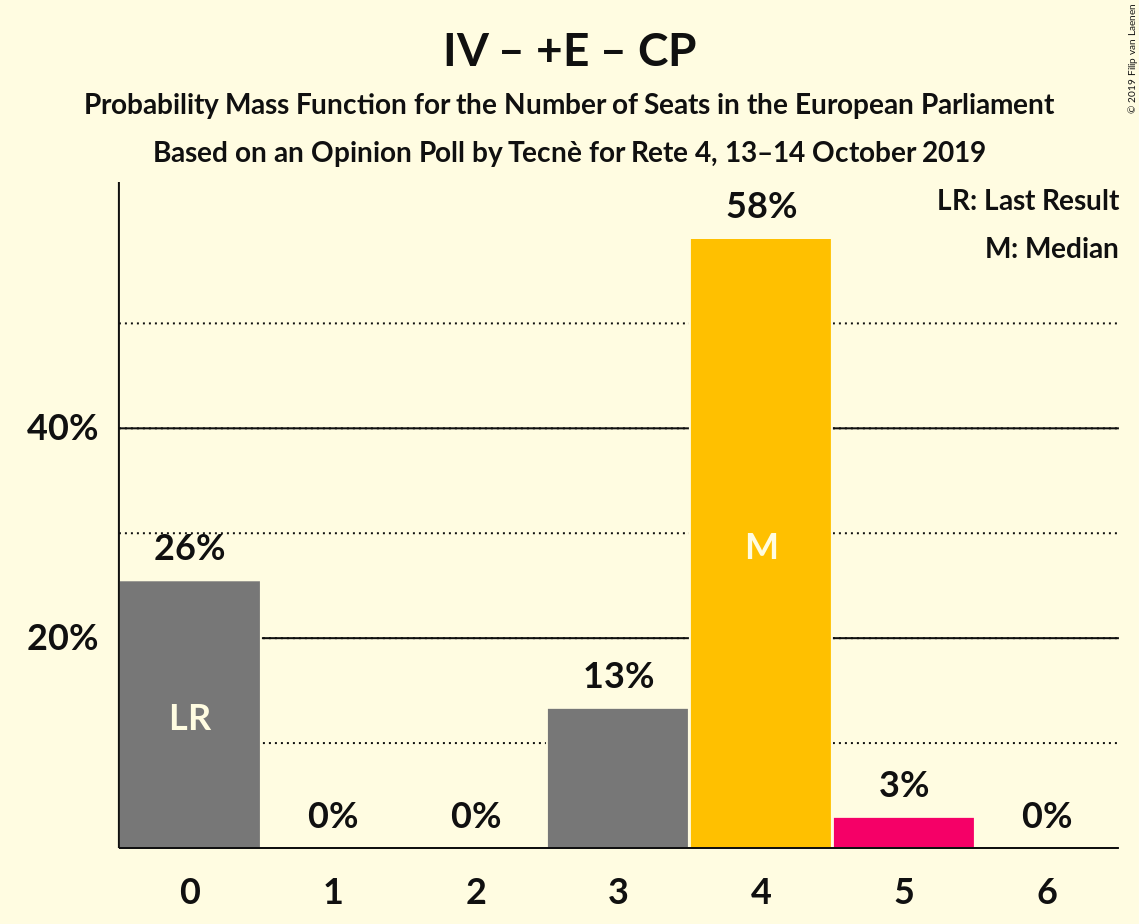 IV – +E – CP
Probability Mass Function for the Number of Seats in the European Parliament
Based on an Opinion Poll by Tecnè for Rete 4, 13–14 October 2019
© 2019 Filip van Laenen
LR: Last Result
M: Median
58%
40%
26%
M
20%
13%
LR
3%
0%
0%
0%
0 1 2 3 4 5 6